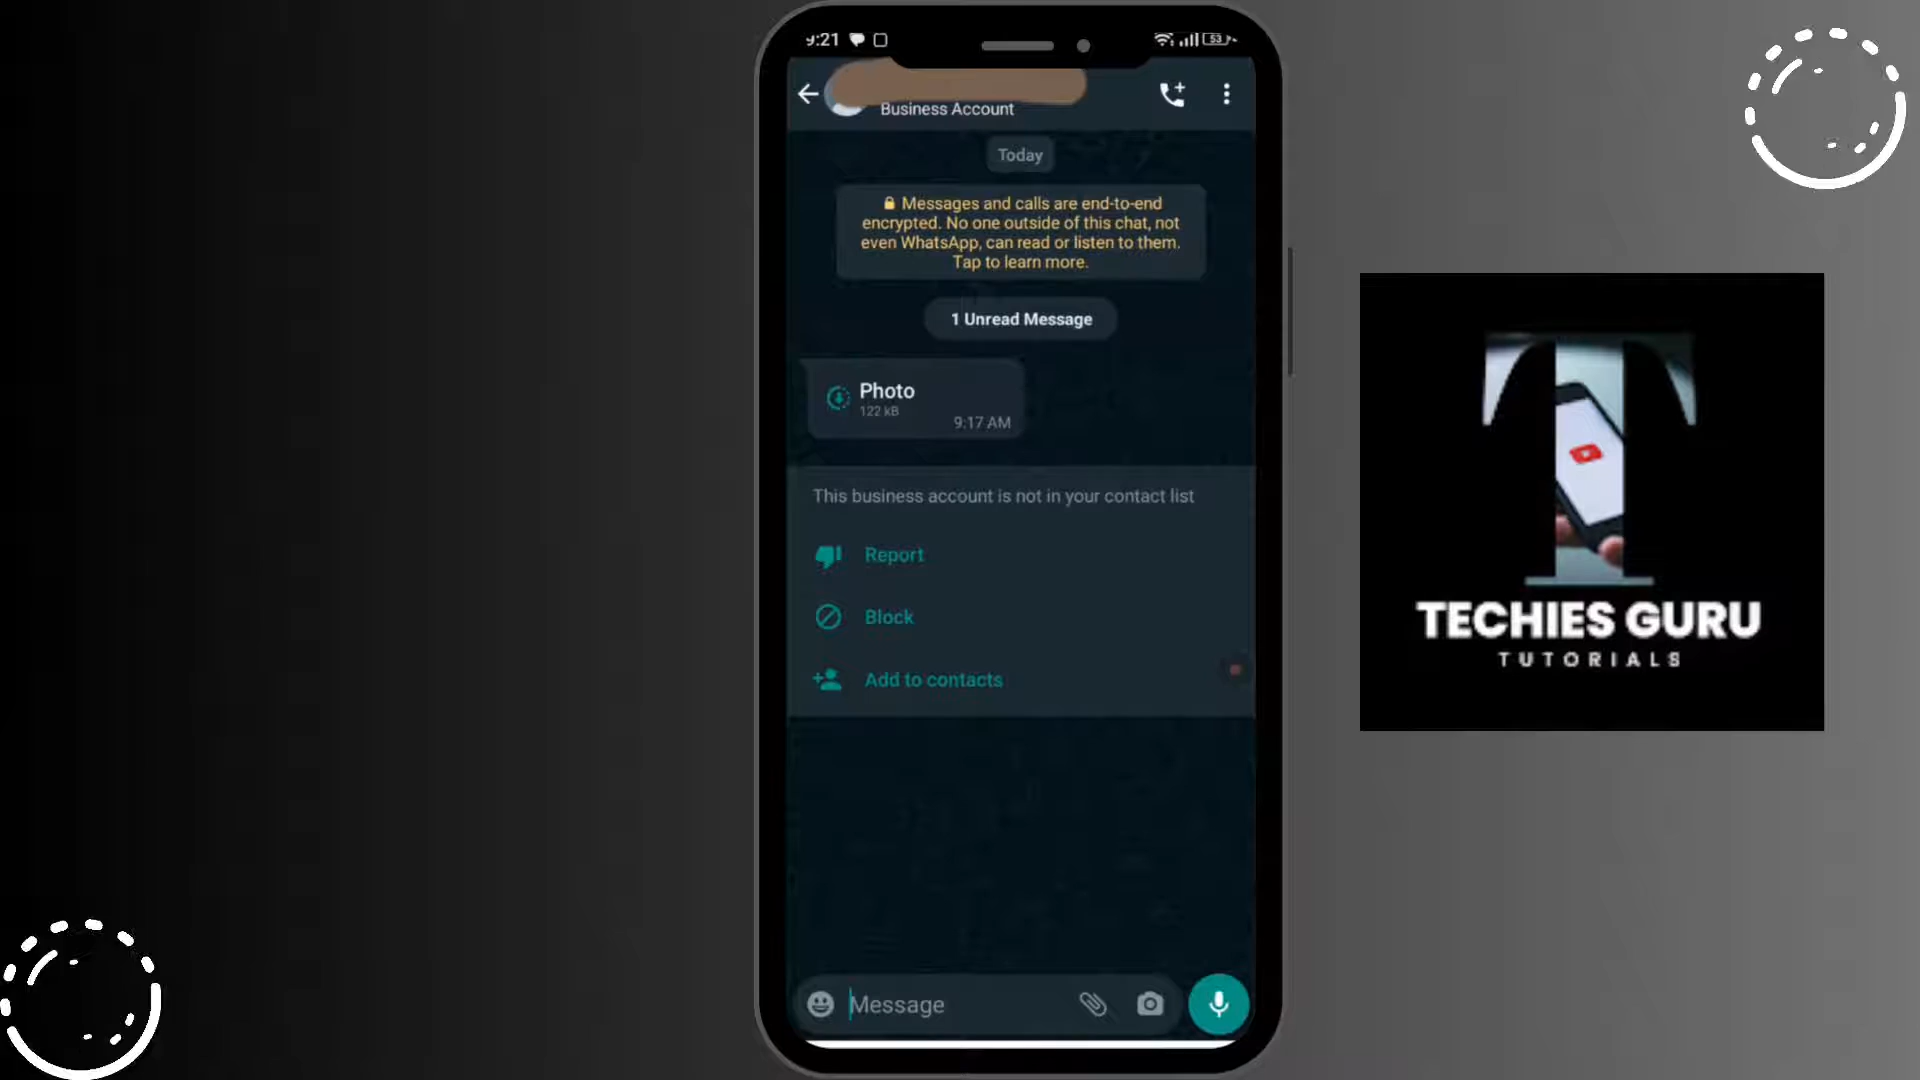 9:21
53
Business Account
Today
Messages and calls are end-to-end
encrypted. No one outside of this chat, not
even WhatsApp, can read or listen to them.
Tap to learn more.
1 Unread Message
Photo
122 kB
9:17 AM
This business account is not in your contact list
Report
Block
Add to contacts
Message
T
TECHIES GURU
TUTORIALS